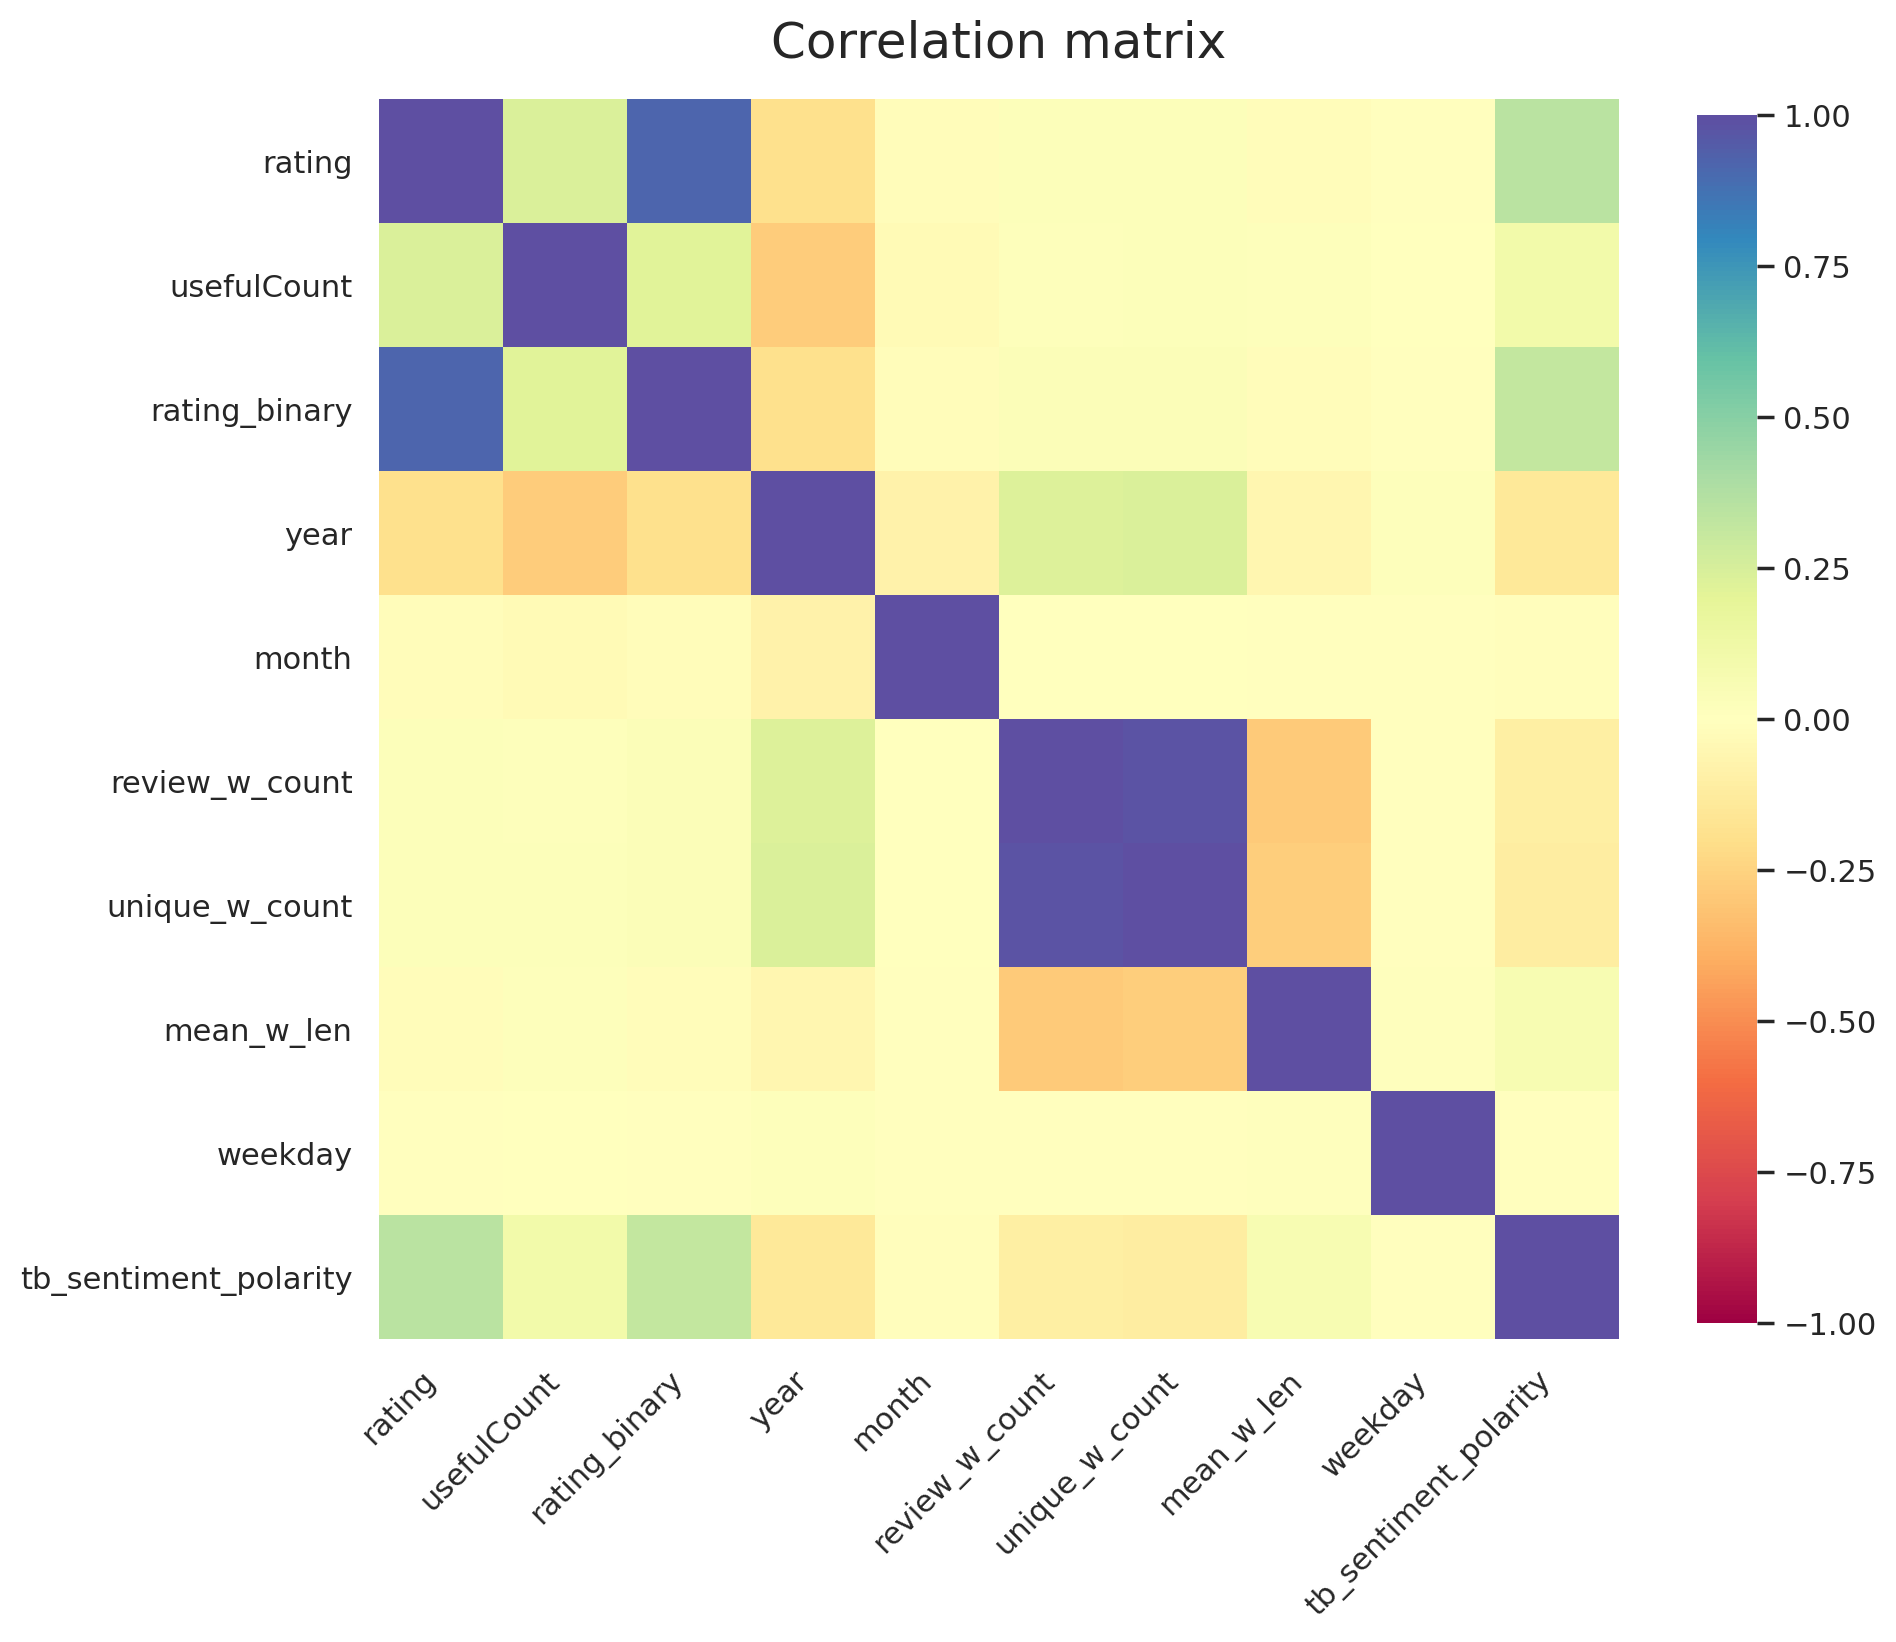 Correlation matrix
rating
usefulCount
rating_binary
year
month
review_w_count
unique_w_count
mean_w_len
weekday
tb_sentiment_polarity
rating
usefulCount
rating_binary
year
month
review_w_count
unique_w_count
mean_w_len
weekday
tb_sentiment_polarity
1.00
0.75
0.50
0.25
0.00
−0.25
−0.50
−0.75
−1.00